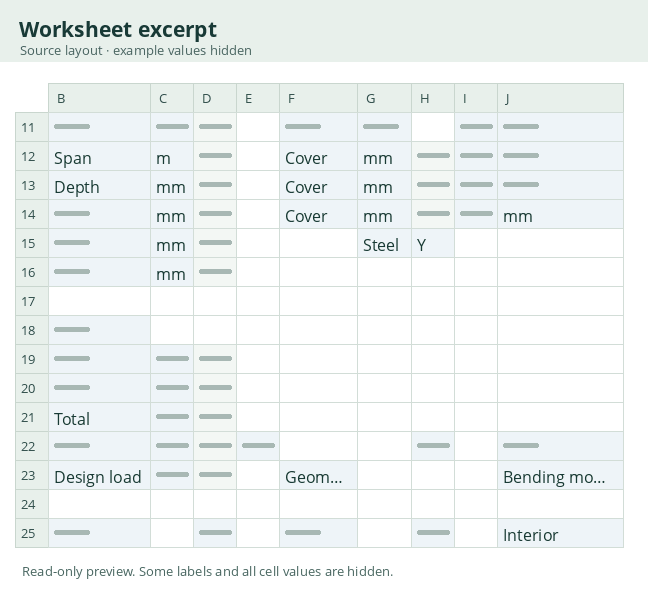 Worksheet excerpt
Source layout · example values hidden
B C D E F G H I J
11
12 Span m Cover mm
13 Depth mm Cover mm
14 mm Cover mm mm
15 mm Steel Y
16 mm
17
18
19
20
21 Total
22
23 Design load Geom... Bending mo...
24
25 Interior
Read-only preview. Some labels and all cell values are hidden.